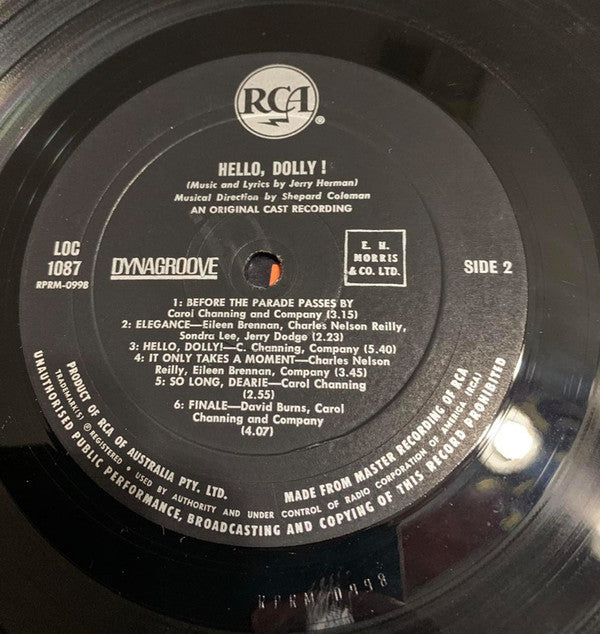 RCA
®
HELLO, DOLLY !
(Music and Lyrics by Jerry Herman)
Musical Direction by Shepard Coleman
AN ORIGINAL CAST RECORDING
LOC
1087
RPRM-0998
DYNAGROOVE
E. H.
MORRIS
& CO. LTD.
SIDE 2
1: BEFORE THE PARADE PASSES BY
Carol Channing and Company (3.15)
2: ELEGANCE—Eileen Brennan, Charles Nelson Reilly,
Sondra Lee, Jerry Dodge (2.23)
3: HELLO, DOLLY!—C. Channing, Company (5.40)
4: IT ONLY TAKES A MOMENT—Charles Nelson
Reilly, Eileen Brennan, Company (3.45)
5: SO LONG, DEARIE—Carol Channing
(2.55)
6: FINALE—David Burns, Carol
Channing and Company
(4.07)
PRODUCT OF RCA OF AUSTRALIA PTY. LTD.
MADE FROM MASTER RECORDING OF RCA
TRADEMARK(S) ® REGISTERED • USED BY AUTHORITY AND UNDER CONTROL OF RADIO CORPORATION OF AMERICA (RCA)
UNAUTHORISED PUBLIC PERFORMANCE, BROADCASTING AND COPYING OF THIS RECORD PROHIBITED
RPRM 0998